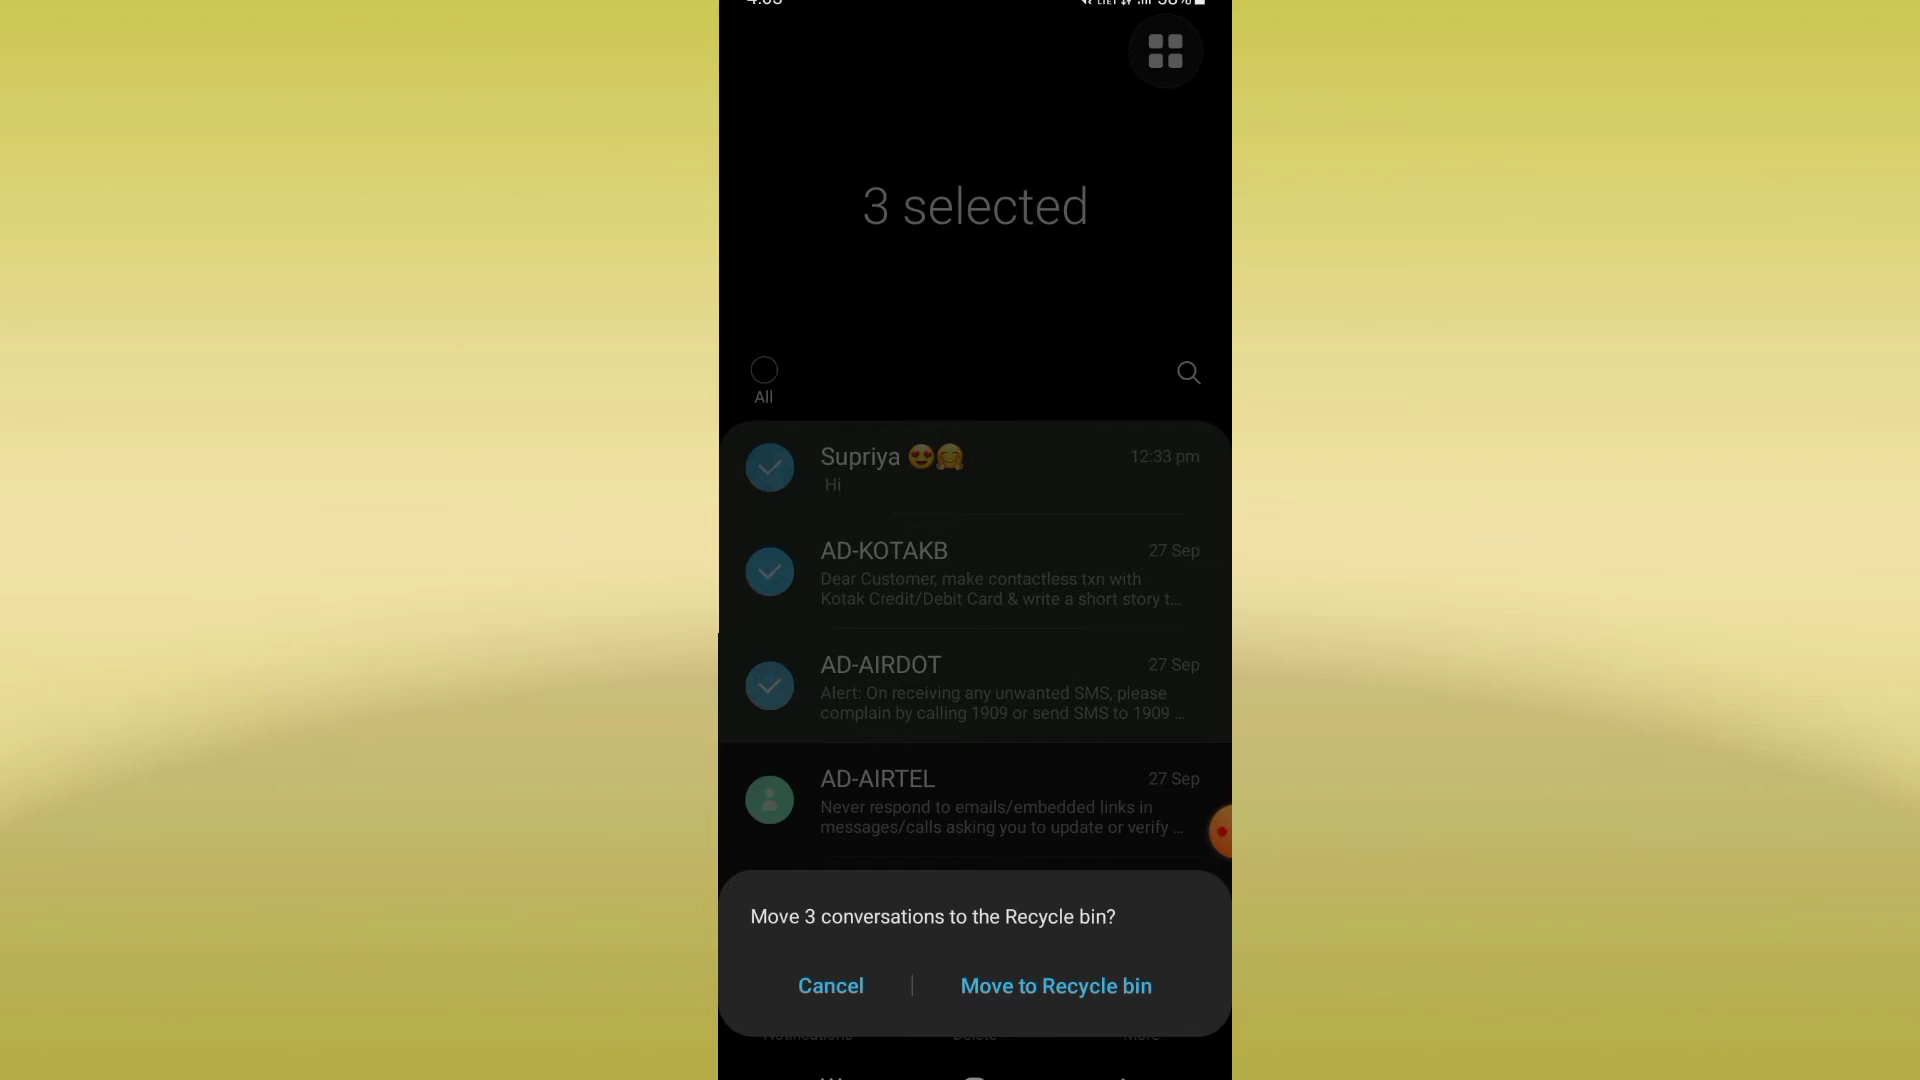 3 selected
All
Supriya 😍🤗 12:33 pm
Hi
AD-KOTAKB 27 Sep
Dear Customer, make contactless txn with
Kotak Credit/Debit Card & write a short story t...
AD-AIRDOT 27 Sep
Alert: On receiving any unwanted SMS, please
complain by calling 1909 or send SMS to 1909 ...
AD-AIRTEL 27 Sep
Never respond to emails/embedded links in
messages/calls asking you to update or verify ...
Move 3 conversations to the Recycle bin?
Cancel | Move to Recycle bin
Notifications Delete More